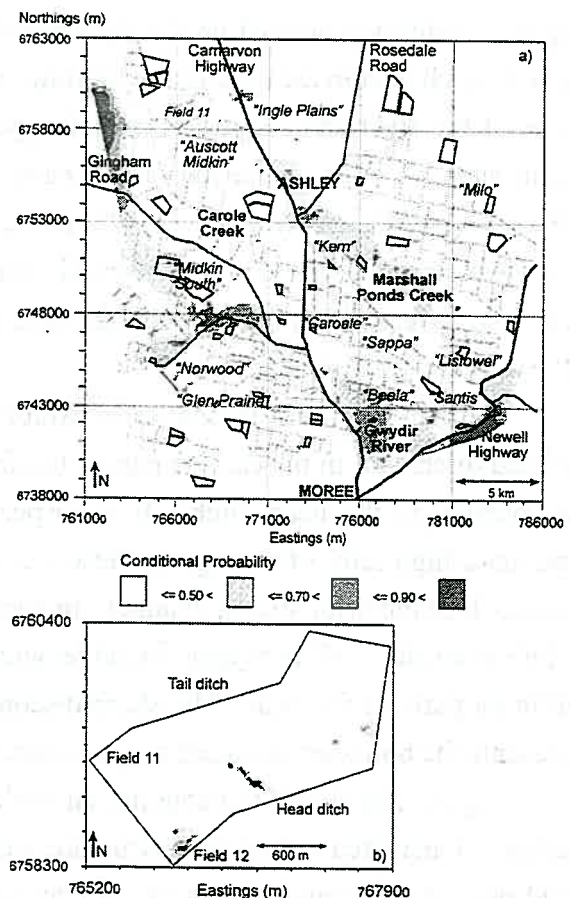 Northings (m)
6763000
Carnarvon
Highway
Rosedale
Road
a)
Field 11
"Ingle Plains"
6758000
"Auscott
Midkin"
Gingham
Road
ASHLEY
"Milo"
Carole
Creek
6753000
"Kern"
"Midkin
South"
Marshall
Ponds Creek
6748000
"Caroale"
"Sappa"
"Listowel"
"Norwood"
"Glen Prairie"
"Beela"
Santis
6743000
Gwydir
River
Newell
Highway
N
MOREE
5 km
6738000
761000 766000 771000 776000 781000 786000
Eastings (m)
Conditional Probability
<= 0.50 < <= 0.70 < <= 0.90 <
6760400
Tail ditch
Field 11
Head ditch
N
Field 12
600 m
b)
6758300
765200 Eastings (m) 767900